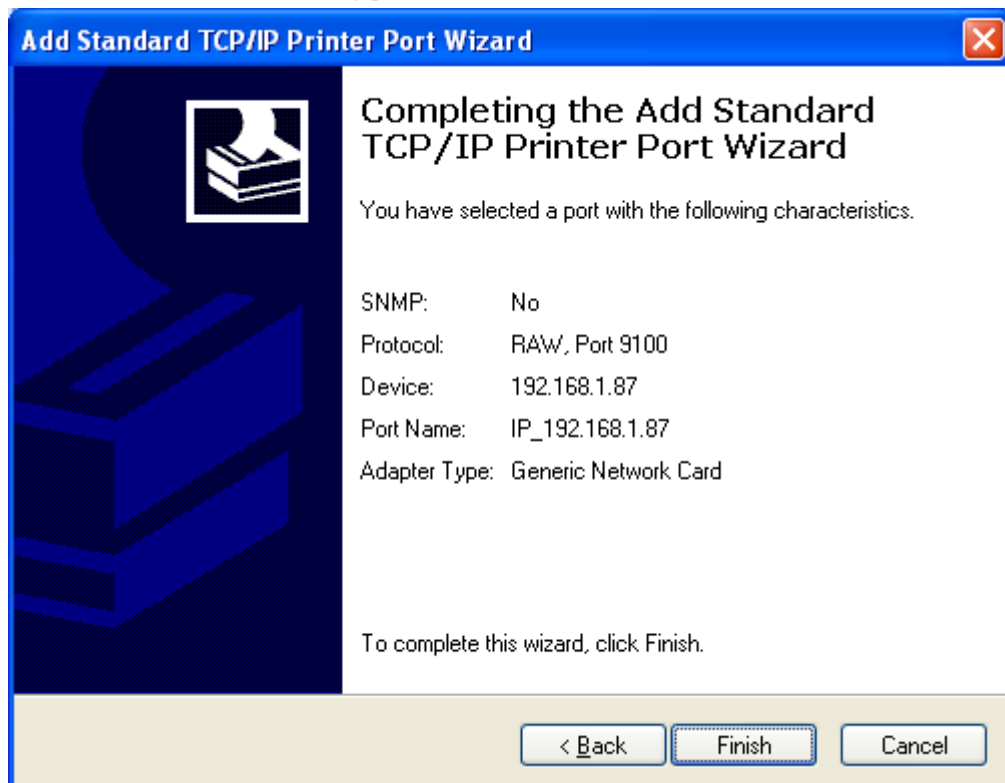 Add Standard TCP/IP Printer Port Wizard
Completing the Add Standard
TCP/IP Printer Port Wizard
You have selected a port with the following characteristics.
SNMP: No
Protocol: RAW, Port 9100
Device: 192.168.1.87
Port Name: IP_192.168.1.87
Adapter Type: Generic Network Card
To complete this wizard, click Finish.
< Back Finish Cancel